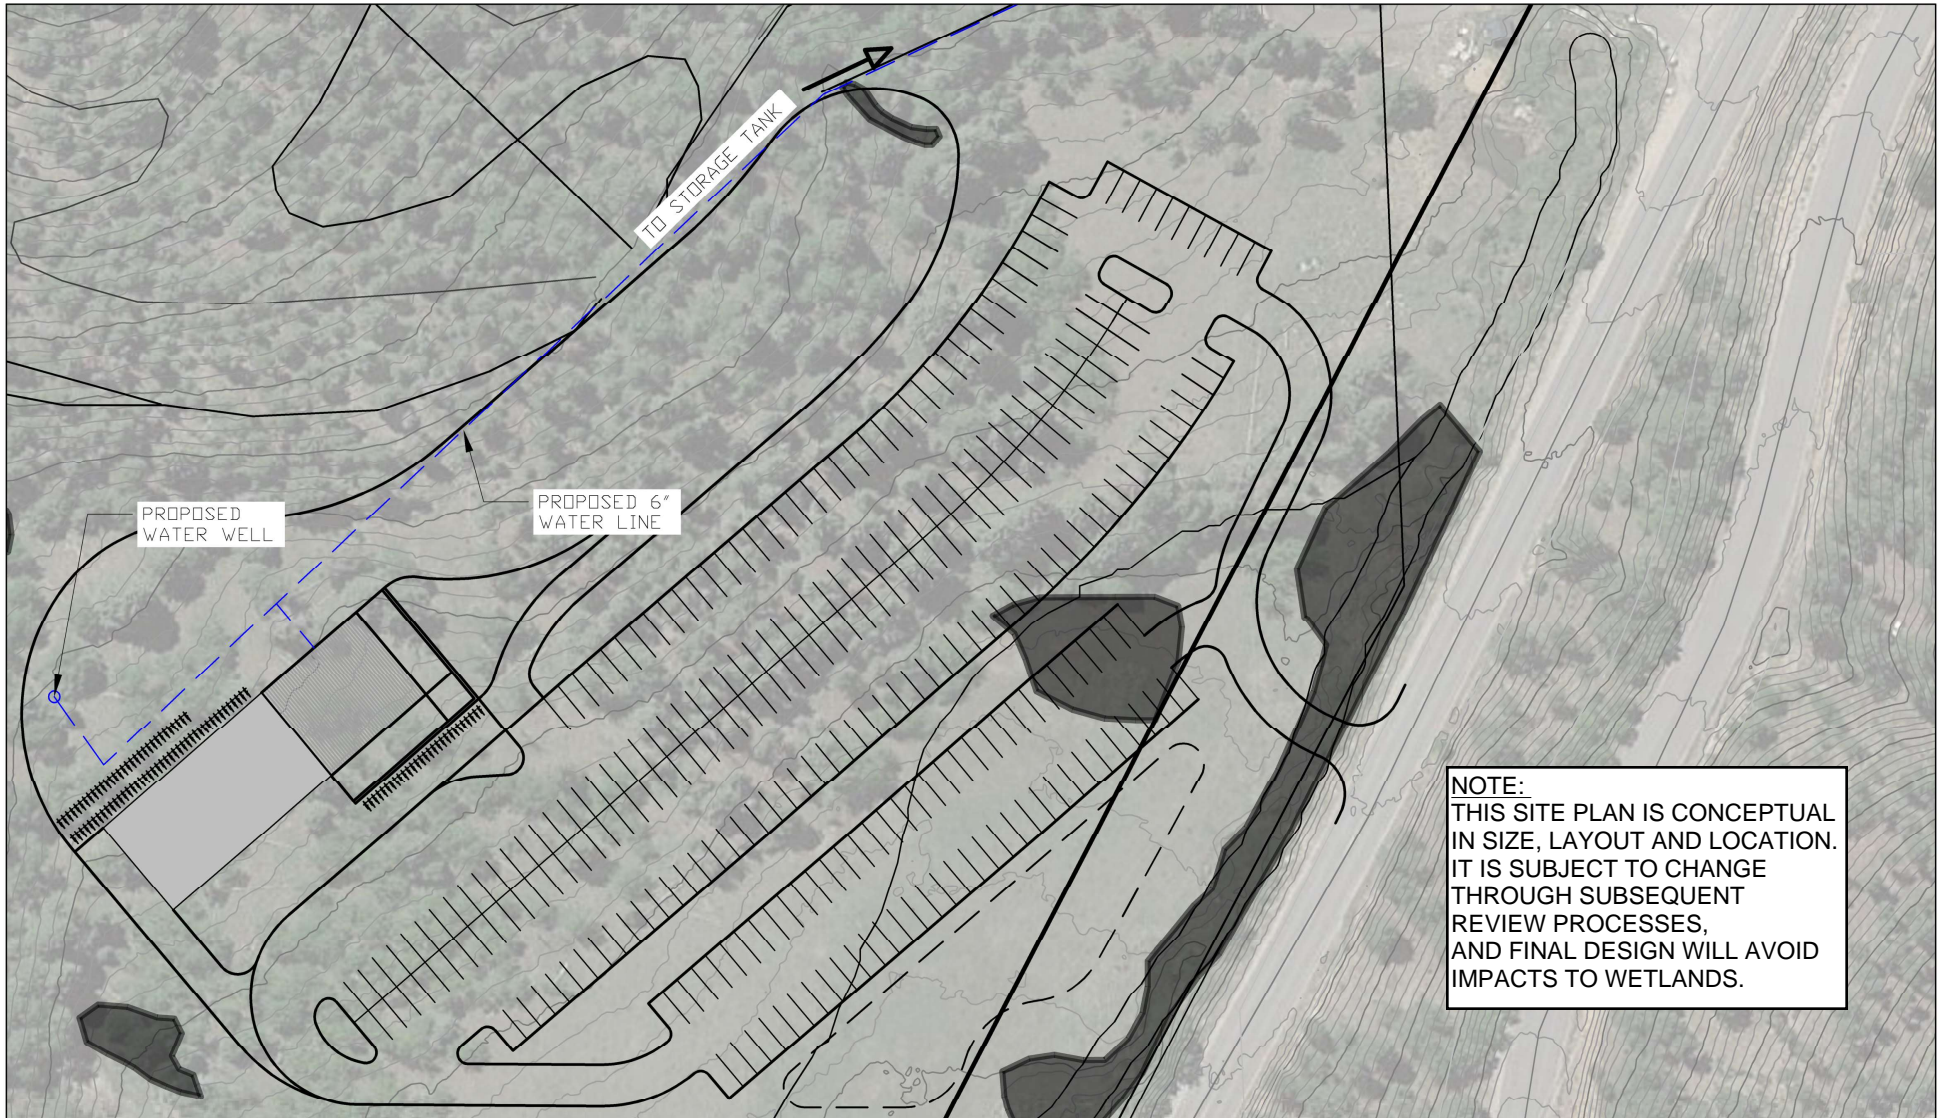 TO STORAGE TANK
PROPOSED
WATER WELL
PROPOSED 6"
WATER LINE
NOTE:
THIS SITE PLAN IS CONCEPTUAL
IN SIZE, LAYOUT AND LOCATION.
IT IS SUBJECT TO CHANGE
THROUGH SUBSEQUENT
REVIEW PROCESSES,
AND FINAL DESIGN WILL AVOID
IMPACTS TO WETLANDS.